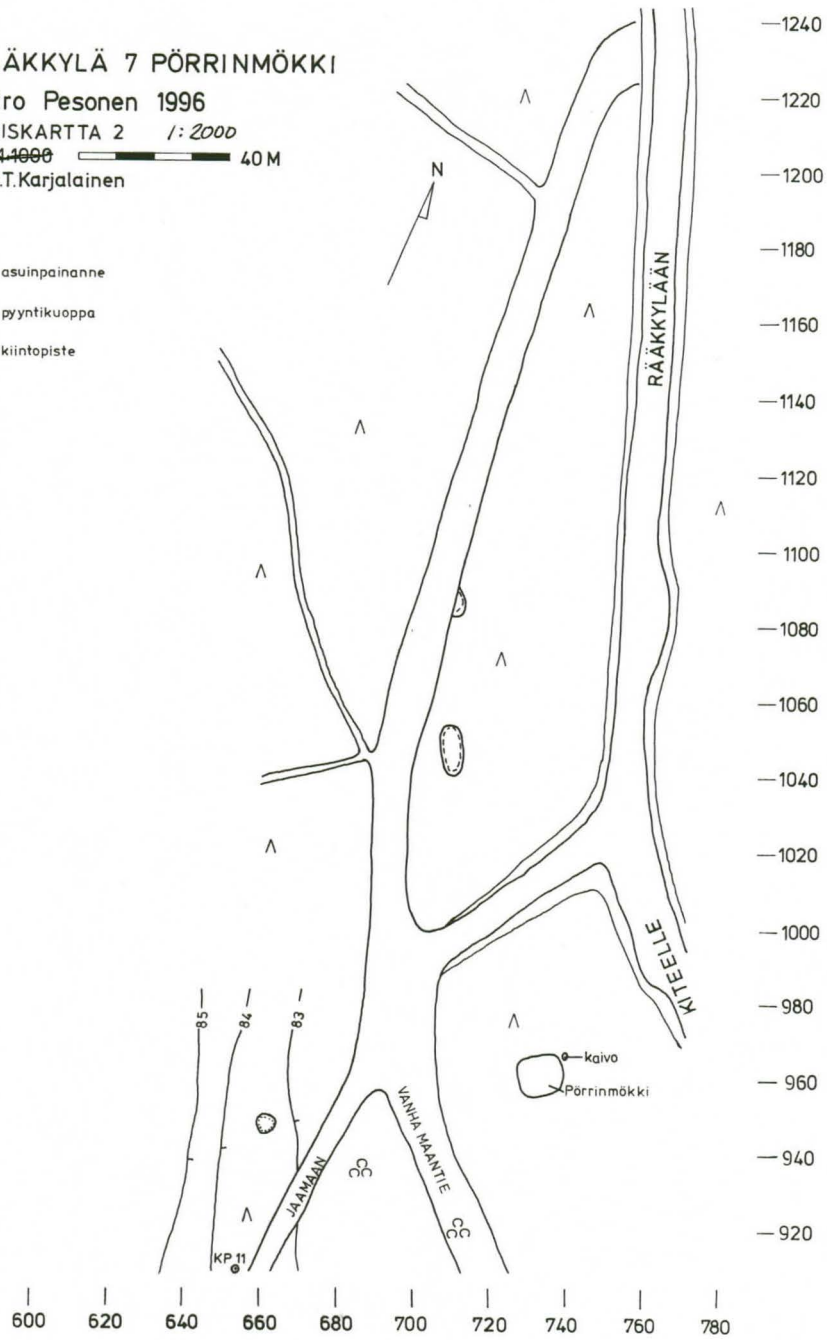 ÄKKYLÄ 7 PÖRRINMÖKKI
ro Pesonen 1996
ISKARTTA 2 1:2000
1:1000 40 M
.T.Karjalainen
N
asuinpainanne
pyyntikuoppa
kiintopiste
RÄÄKKYLÄÄN
KITEELLE
kaivo
Pörrinmökki
VANHA MAANTIE
JAAMAAN
KP 11
85
84
83
1240
1220
1200
1180
1160
1140
1120
1100
1080
1060
1040
1020
1000
980
960
940
920
600 620 640 660 680 700 720 740 760 780